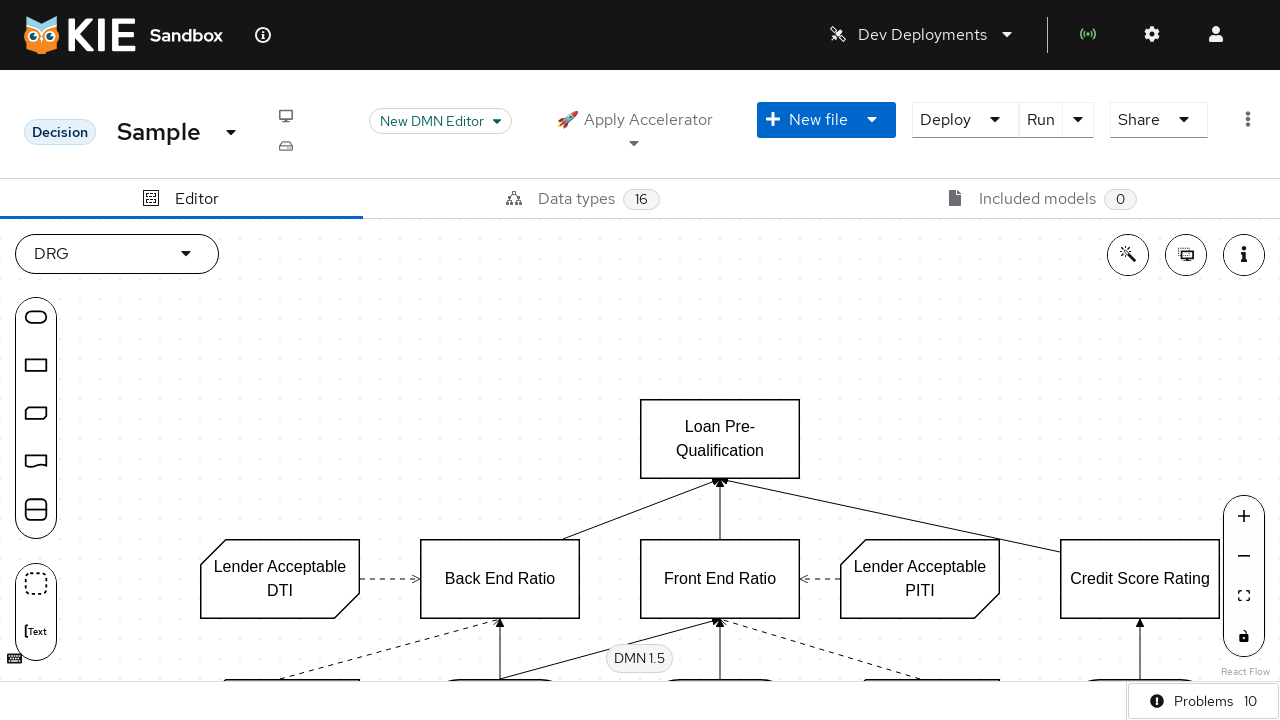 KIE Sandbox
Dev Deployments
Decision
Sample
New DMN Editor
🚀 Apply Accelerator
New file
Deploy
Run
Share
Editor
Data types 16
Included models 0
DRG
Loan Pre-
Qualification
Lender Acceptable
DTI
Back End Ratio
Front End Ratio
Lender Acceptable
PITI
Credit Score Rating
Text
DMN 1.5
React Flow
Problems 10